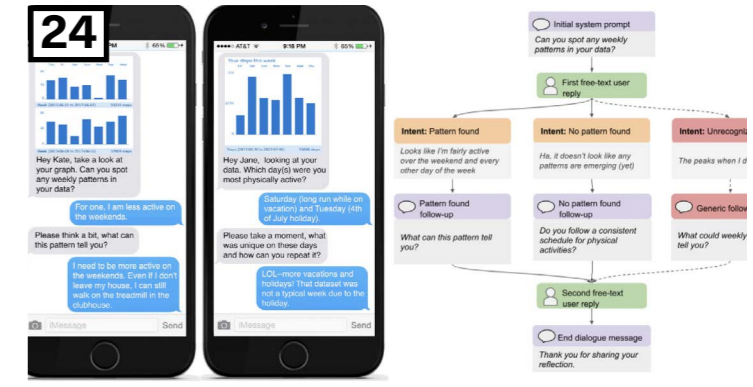 24
PM
65%
Hey Kate, take a look at
your graph. Can you spot
any weekly patterns in
your data?
For one, I am less active on
the weekends.
Please think a bit, what can
this pattern tell you?
I need to be more active on
the weekends. Even if I don't
leave my house, I can still
walk on the treadmill in the
clubhouse.
iMessage
Send
AT&T
9:16 PM
65%
Your steps this week
Hey Jane, looking at your
data. Which day(s) were you
most physically active?
Saturday (long run while on
vacation) and Tuesday (4th
of July holiday).
Please take a moment, what
was unique on these days
and how can you repeat it?
LOL--more vacations and
holidays! That dataset was
not a typical week due to the
holiday.
iMessage
Send
Initial system prompt
Can you spot any weekly
patterns in your data?
First free-text user
reply
Intent: Pattern found
Looks like I'm fairly active
over the weekend and every
other day of the week
Intent: No pattern found
Ha, it doesn't look like any
patterns are emerging (yet)
Intent: Unrecogniz
The peaks when I d
Pattern found
follow-up
What can this pattern tell
you?
No pattern found
follow-up
Do you follow a consistent
schedule for physical
activities?
Generic follow
What could weekly
tell you?
Second free-text
user reply
End dialogue message
Thank you for sharing your
reflection.